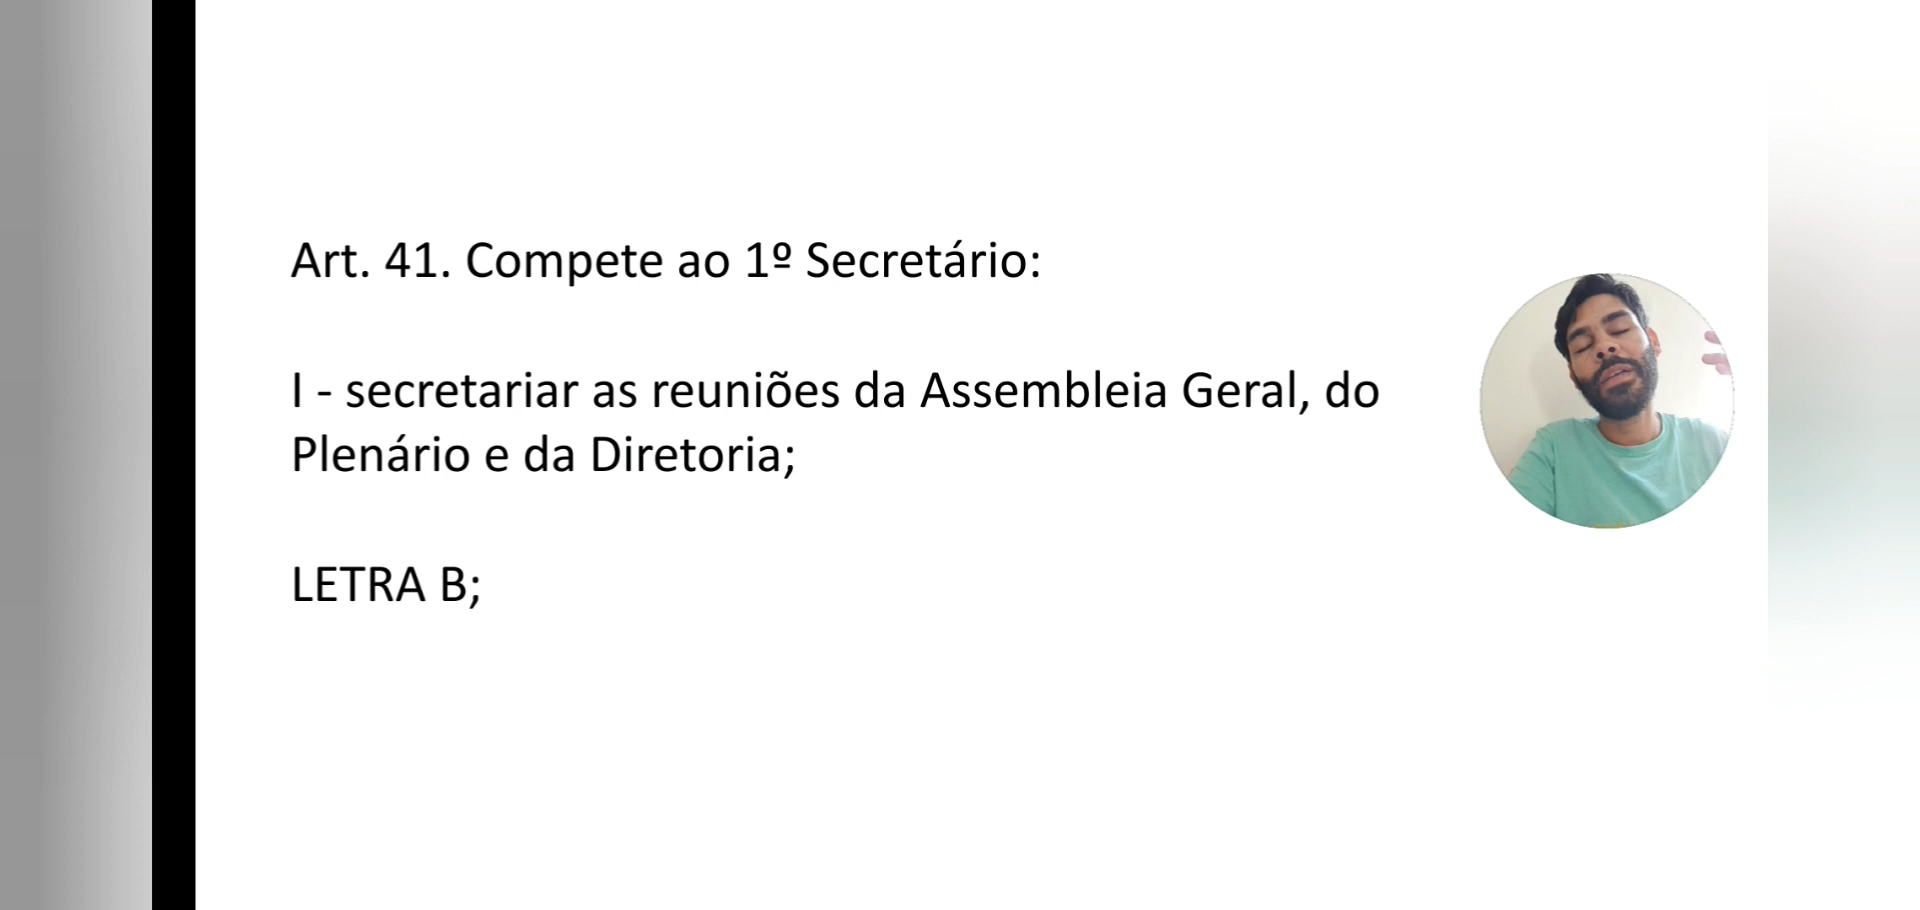 Art. 41. Compete ao 1º Secretário:
I - secretariar as reuniões da Assembleia Geral, do
Plenário e da Diretoria;
LETRA B;